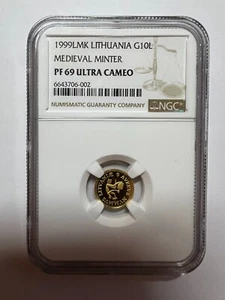 1999LMK LITHUANIA G10L
MEDIEVAL MINTER
PF 69 ULTRA CAMEO
6643706-002
NUMISMATIC GUARANTY COMPANY
NGC